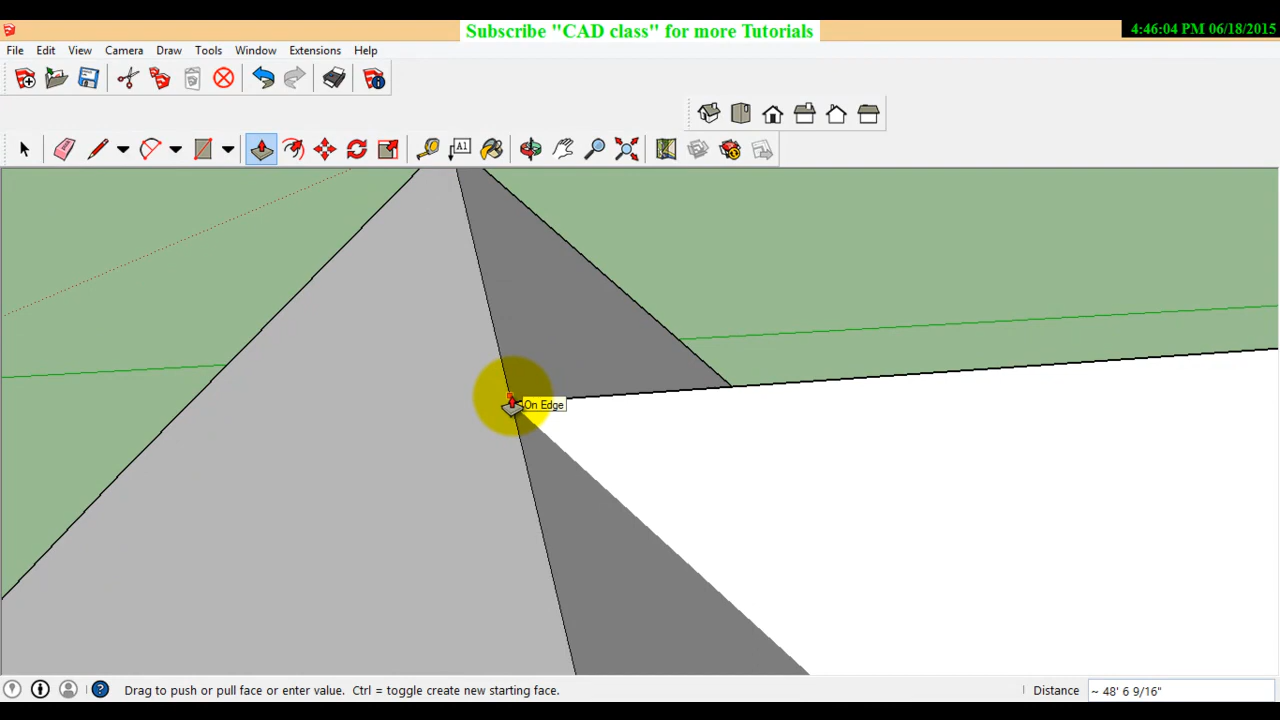 Subscribe "CAD class" for more Tutorials
4:46:04 PM 06/18/2015
File Edit View Camera Draw Tools Window Extensions Help
A1
On Edge
Drag to push or pull face or enter value. Ctrl = toggle create new starting face.
Distance ~ 48' 6 9/16"